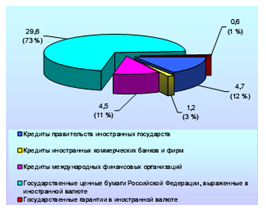 29,6
(73 %)
0,6
(1 %)
4,7
(12 %)
1,2
(3 %)
4,5
(11 %)
Кредиты правительств иностранных государств
Кредиты иностранных коммерческих банков и фирм
Кредиты международных финансовых организаций
Государственные ценные бумаги Российской Федерации, выраженные в
иностранной валюте
Государственные гарантии в иностранной валюте